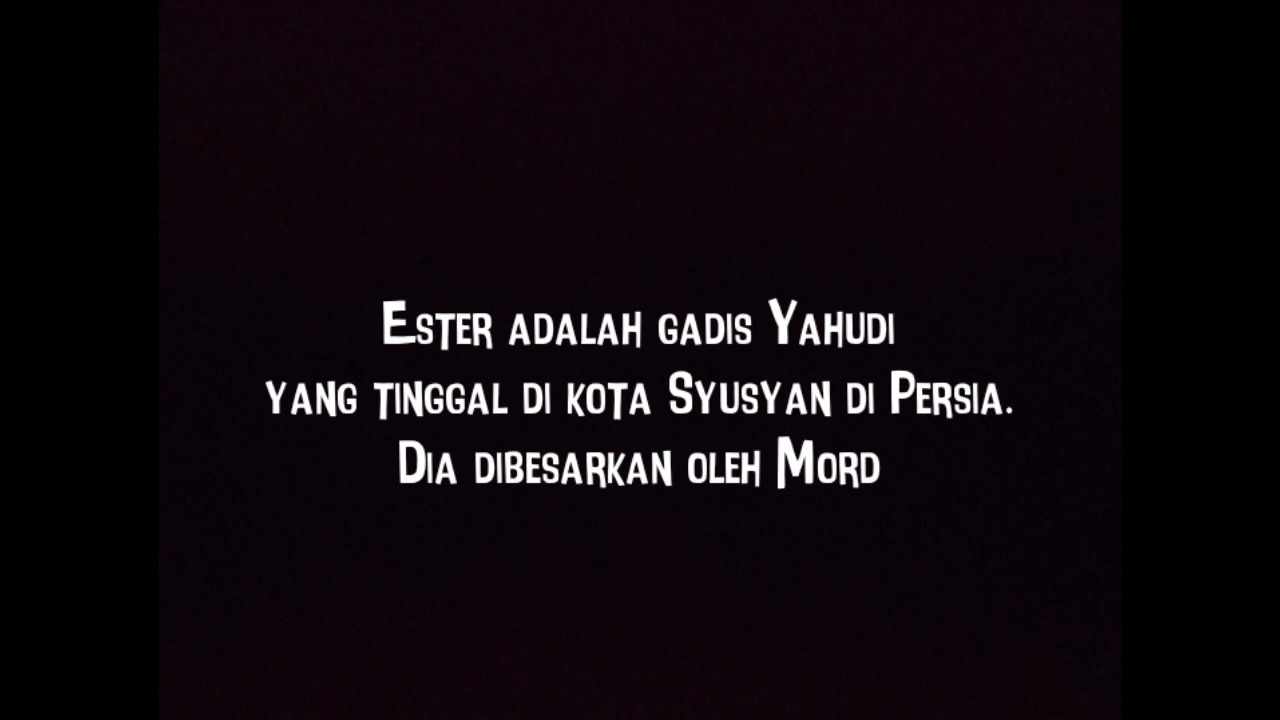 Ester adalah gadis Yahudi
yang tinggal di kota Syusyan di Persia.
Dia dibesarkan oleh Mord